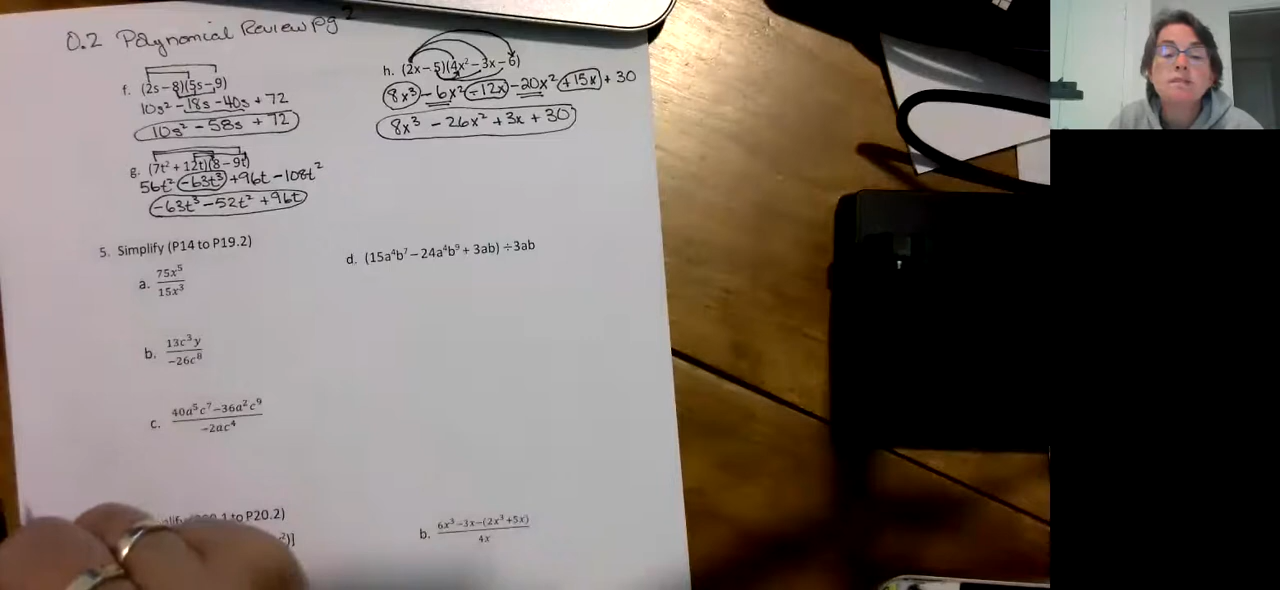 0.2 Polynomial Review pg 2
f. (2s – 8)(5s – 9)
10s² - 18s - 40s + 72
10s² - 58s + 72
g. (7t² + 12t)(8 – 9t)
56t² - 63t³ + 96t - 108t²
-63t³ - 52t² + 96t
h. (2x – 5)(4x² – 3x – 6)
8x³ - 6x² - 12x - 20x² + 15x + 30
8x³ - 26x² + 3x + 30
5. Simplify (P14 to P19.2)
a. 75x⁵
15x³
b. 13c³y
−26c⁸
c. 40a⁵c⁷−36a²c⁹
−2ac⁴
d. (15a⁴b⁷ – 24a⁴b⁹ + 3ab) ÷3ab
to P20.2)
b. 6x³−3x−(2x³+5x)
4x